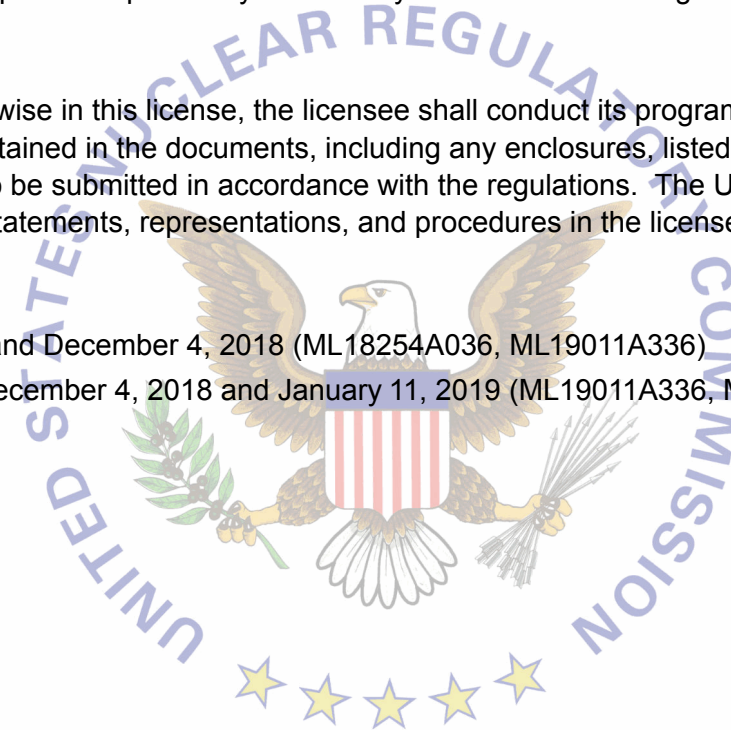 wise in this license, the licensee shall conduct its program
tained in the documents, including any enclosures, listed
be submitted in accordance with the regulations. The U
tatements, representations, and procedures in the license
and December 4, 2018 (ML18254A036, ML19011A336)
ecember 4, 2018 and January 11, 2019 (ML19011A336, M
UNITED STATES NUCLEAR REGULATORY COMMISSION